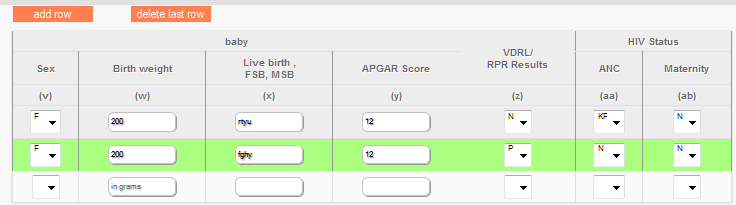 add row delete last row
baby VDRL/ RPR Results HIV Status
Sex Birth weight Live birth , FSB, MSB APGAR Score ANC Maternity
(v) (w) (x) (y) (z) (aa) (ab)
F 200 rtyu 12 N KP N
F 200 fghy 12 P N N
in grams